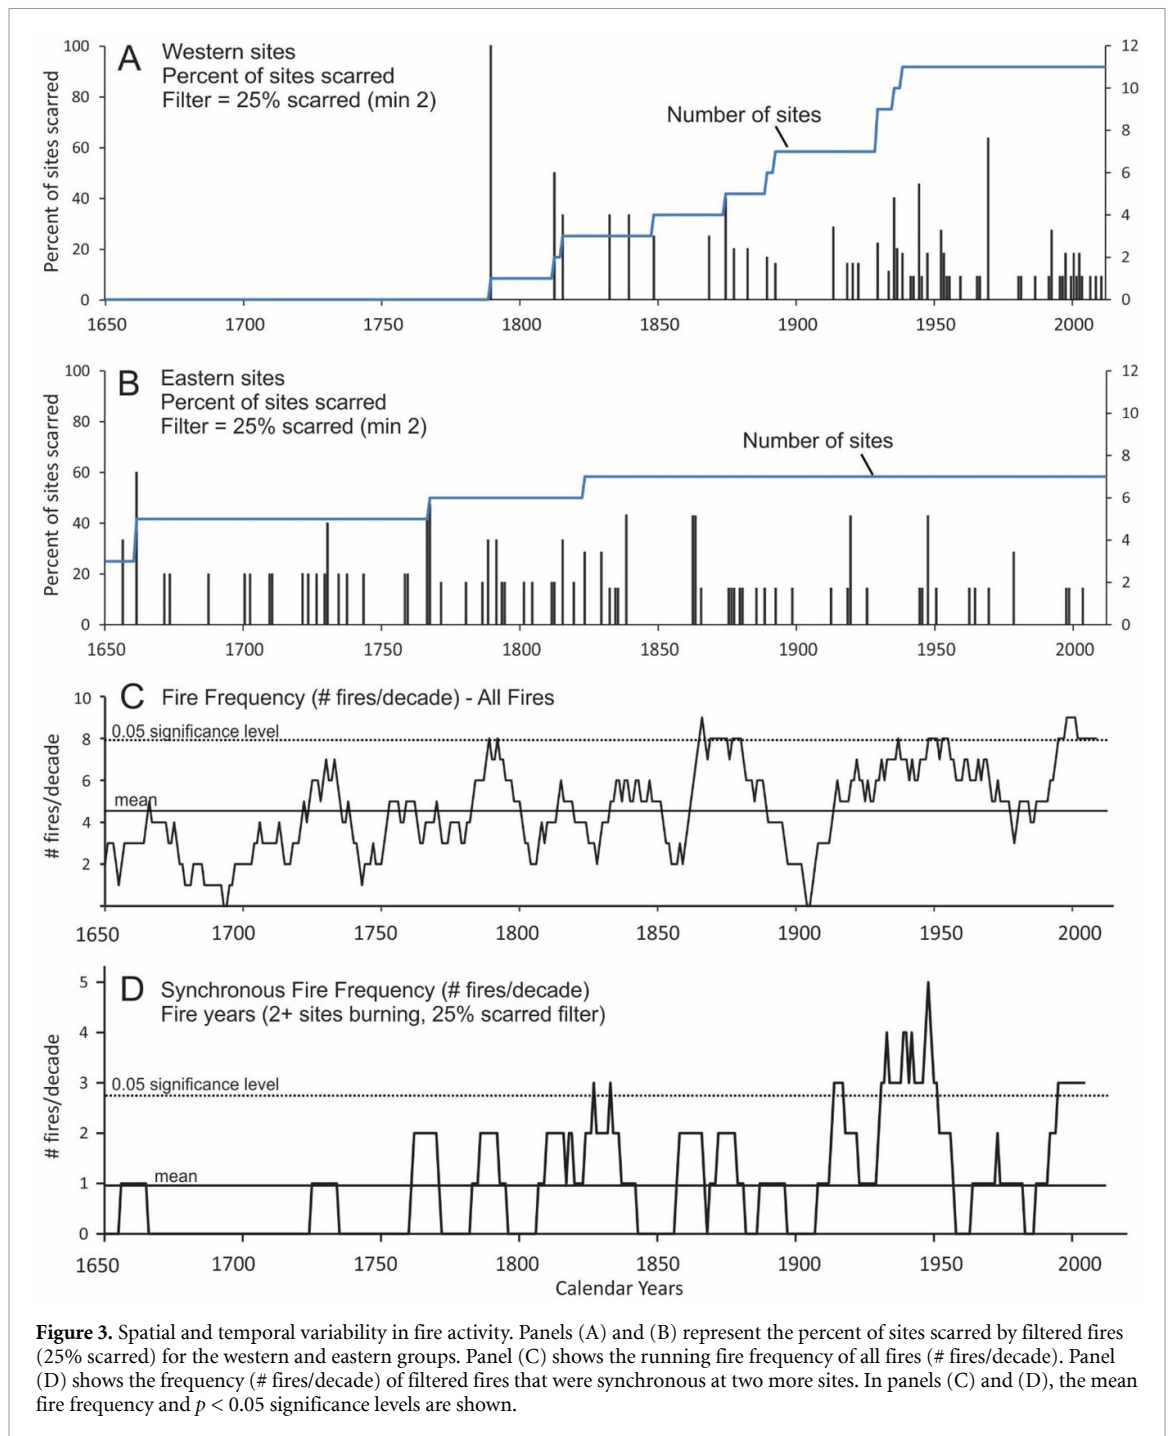 A
Western sites
Percent of sites scarred
Filter = 25% scarred (min 2)
Number of sites
Percent of sites scarred
100
80
60
40
20
0
12
10
8
6
4
2
0
1650 1700 1750 1800 1850 1900 1950 2000
B
Eastern sites
Percent of sites scarred
Filter = 25% scarred (min 2)
Number of sites
Percent of sites scarred
100
80
60
40
20
0
12
10
8
6
4
2
0
1650 1700 1750 1800 1850 1900 1950 2000
C Fire Frequency (# fires/decade) - All Fires
0.05 significance level
mean
# fires/decade
10
8
6
4
2
1650 1700 1750 1800 1850 1900 1950 2000
D
Synchronous Fire Frequency (# fires/decade)
Fire years (2+ sites burning, 25% scarred filter)
0.05 significance level
mean
# fires/decade
5
4
3
2
1
0
1650 1700 1750 1800 1850 1900 1950 2000
Calendar Years
Figure 3. Spatial and temporal variability in fire activity. Panels (A) and (B) represent the percent of sites scarred by filtered fires
(25% scarred) for the western and eastern groups. Panel (C) shows the running fire frequency of all fires (# fires/decade). Panel
(D) shows the frequency (# fires/decade) of filtered fires that were synchronous at two more sites. In panels (C) and (D), the mean
fire frequency and p < 0.05 significance levels are shown.